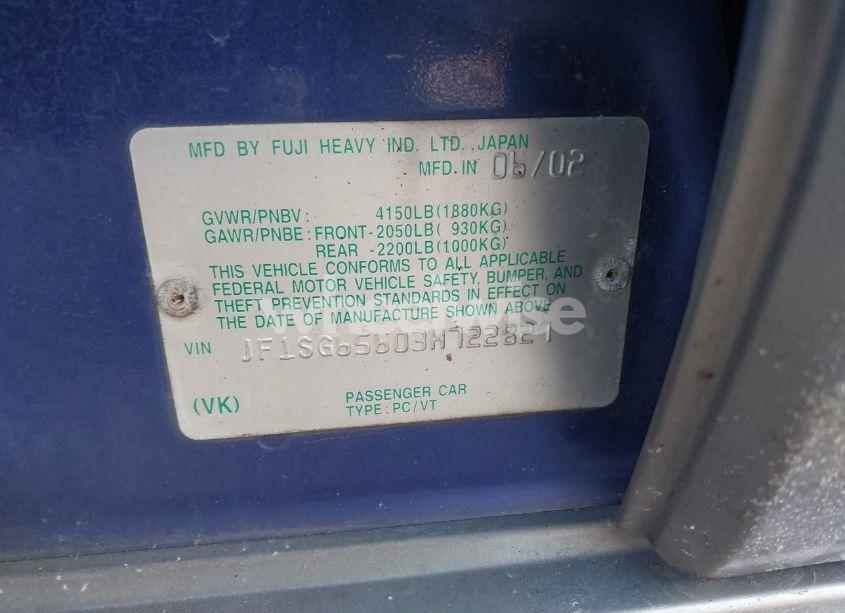 MFD BY FUJI HEAVY IND. LTD. JAPAN
MFD. IN 06/02
GVWR/PNBV: 4150LB(1880KG)
GAWR/PNBE: FRONT-2050LB( 930KG)
REAR -2200LB(1000KG)
THIS VEHICLE CONFORMS TO ALL APPLICABLE
FEDERAL MOTOR VEHICLE SAFETY, BUMPER, AND
THEFT PREVENTION STANDARDS IN EFFECT ON
THE DATE OF MANUFACTURE SHOWN ABOVE
VIN JF1SG65603H722827
(VK)
PASSENGER CAR
TYPE: PC/VT